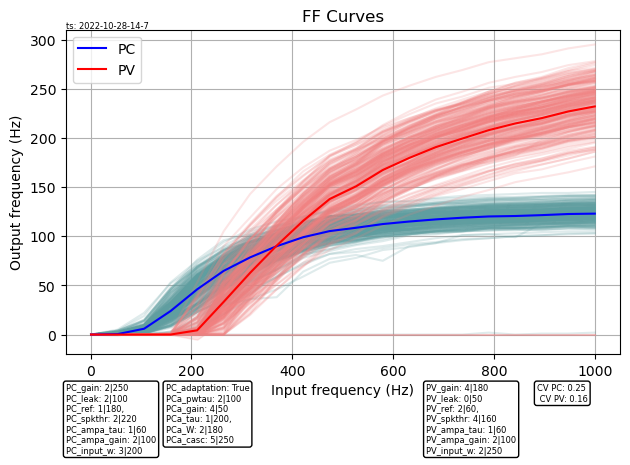 FF Curves
ts: 2022-10-28-14-7
PC
PV
Output frequency (Hz)
300
250
200
150
100
50
0
0
200
400
600
800
1000
Input frequency (Hz)
PC_gain: 2|250
PC_leak: 2|100
PC_ref: 1|180,
PC_spkthr: 2|220
PC_ampa_tau: 1|60
PC_ampa_gain: 2|100
PC_input_w: 3|200
PC_adaptation: True
PCa_pwtau: 2|100
PCa_gain: 4|50
PCa_tau: 1|200,
PCa_W: 2|180
PCa_casc: 5|250
PV_gain: 4|180
PV_leak: 0|50
PV_ref: 2|60,
PV_spkthr: 4|160
PV_ampa_tau: 1|60
PV_ampa_gain: 2|100
PV_input_w: 2|250
CV PC: 0.25
CV PV: 0.16